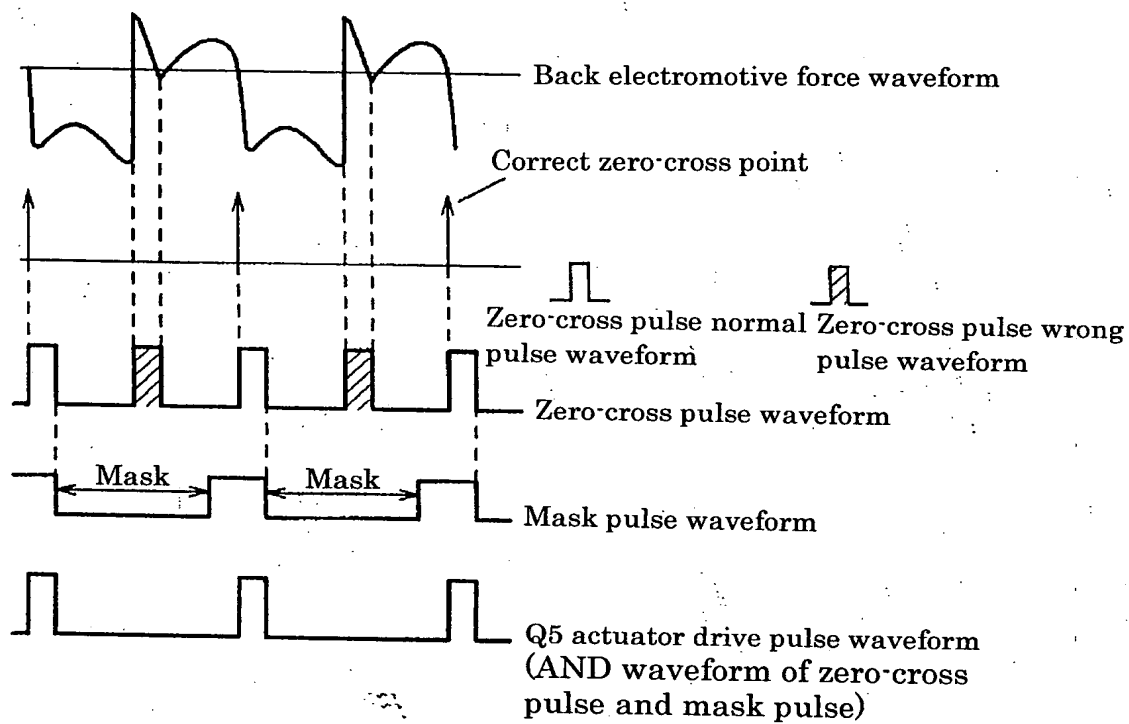 Back electromotive force waveform
Correct zero-cross point
Zero-cross pulse normal
pulse waveform
Zero-cross pulse wrong
pulse waveform
Zero-cross pulse waveform
Mask
Mask
Mask pulse waveform
Q5 actuator drive pulse waveform
(AND waveform of zero-cross
pulse and mask pulse)